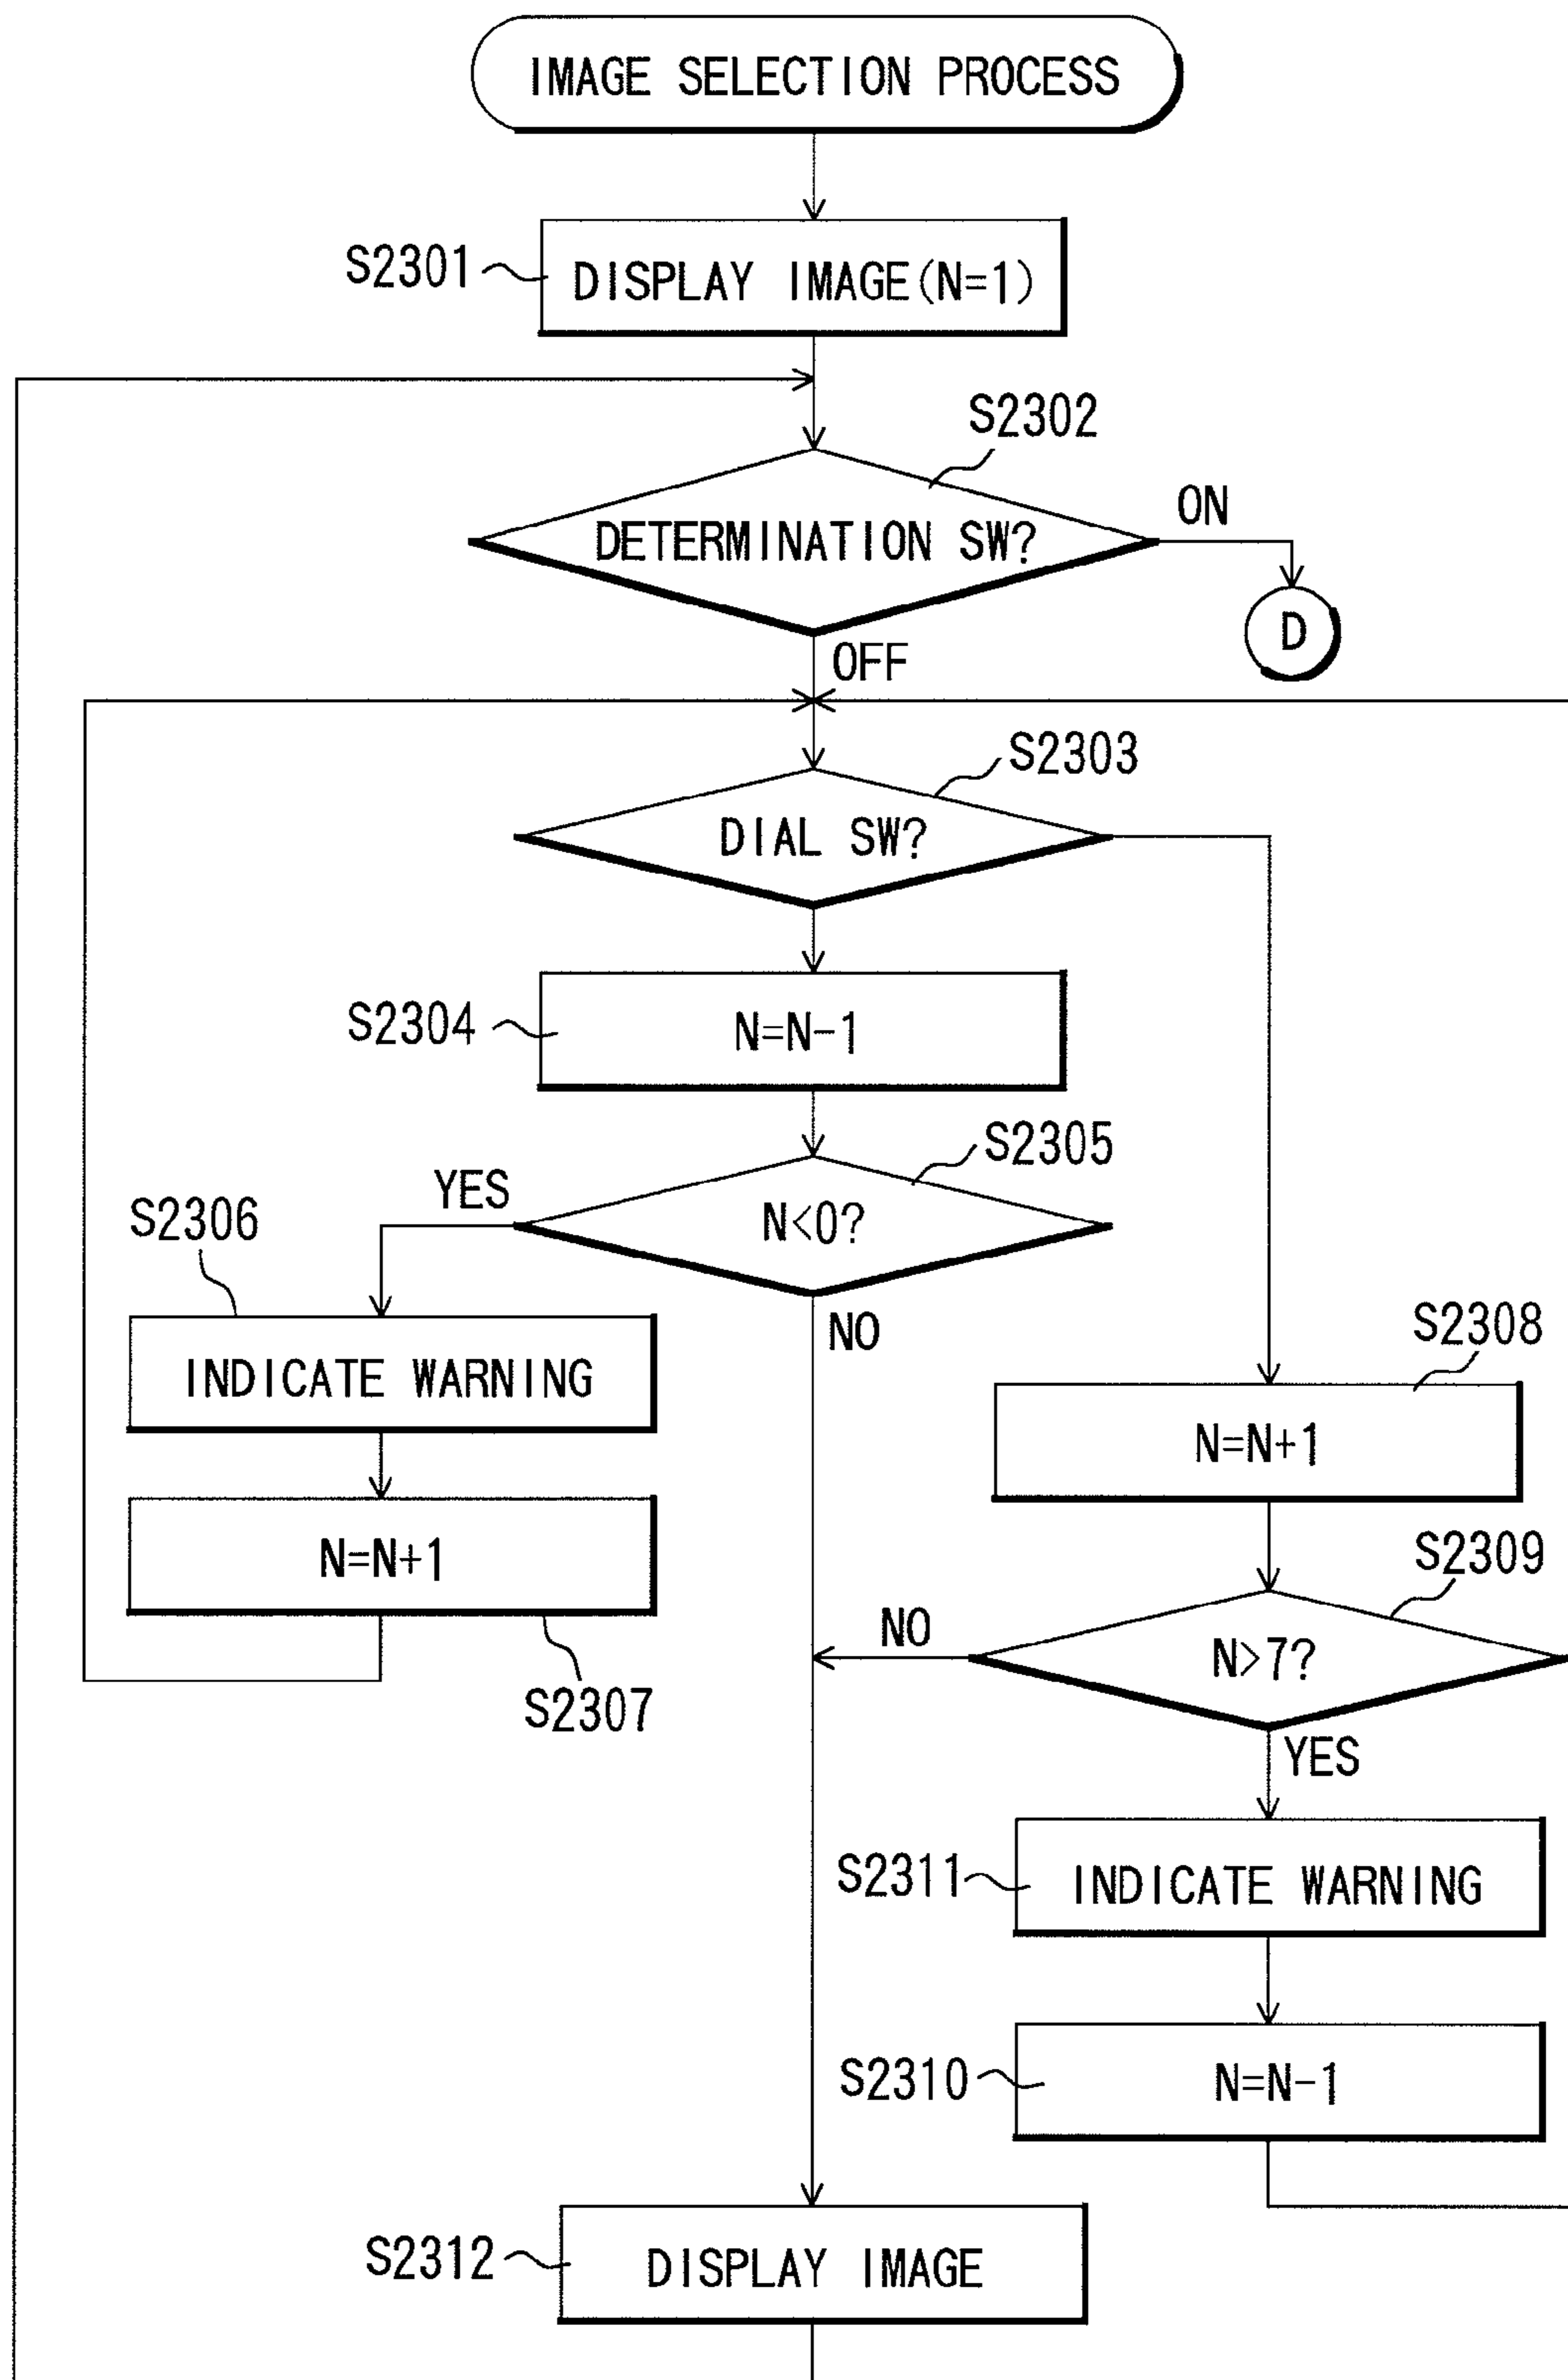 IMAGE SELECTION PROCESS
S2301
DISPLAY IMAGE(N=1)
S2302
DETERMINATION SW?
ON
D
OFF
S2303
DIAL SW?
S2304
N=N-1
S2305
YES
N<0?
S2306
NO
INDICATE WARNING
S2308
N=N+1
N=N+1
S2307
S2309
NO
N>7?
YES
S2311
INDICATE WARNING
S2310
N=N-1
S2312
DISPLAY IMAGE